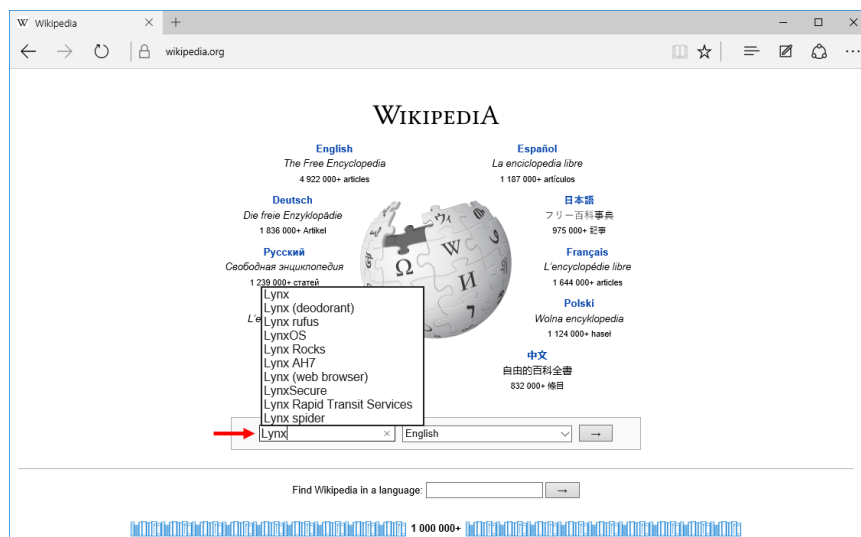 W Wikipedia
wikipedia.org
WIKIPEDIA
English
The Free Encyclopedia
4 922 000+ articles
Español
La enciclopedia libre
1 187 000+ artículos
Deutsch
Die freie Enzyklopädie
1 836 000+ Artikel
日本語
フリー百科事典
975 000+ 記事
Русский
Свободная энциклопедия
1 239 000+ статей
Français
L'encyclopédie libre
1 644 000+ articles
Polski
Wolna encyklopedia
1 124 000+ haseł
中文
自由的百科全書
832 000+ 條目
Ω W И 7
Lynx
Lynx (deodorant)
Lynx rufus
LynxOS
Lynx Rocks
Lynx AH7
Lynx (web browser)
LynxSecure
Lynx Rapid Transit Services
Lynx spider
Lynx
English
Find Wikipedia in a language:
1 000 000+